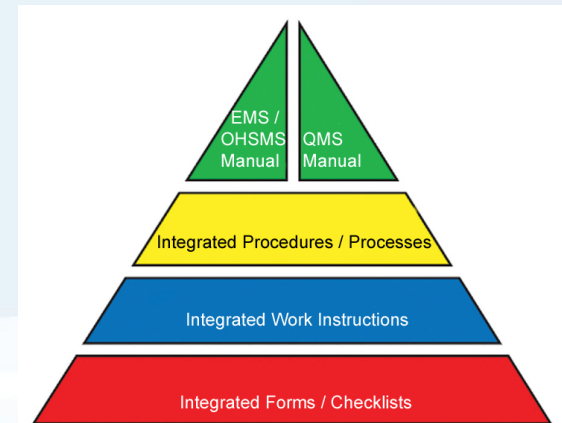 EMS /
OHSMS
Manual
QMS
Manual
Integrated Procedures / Processes
Integrated Work Instructions
Integrated Forms / Checklists